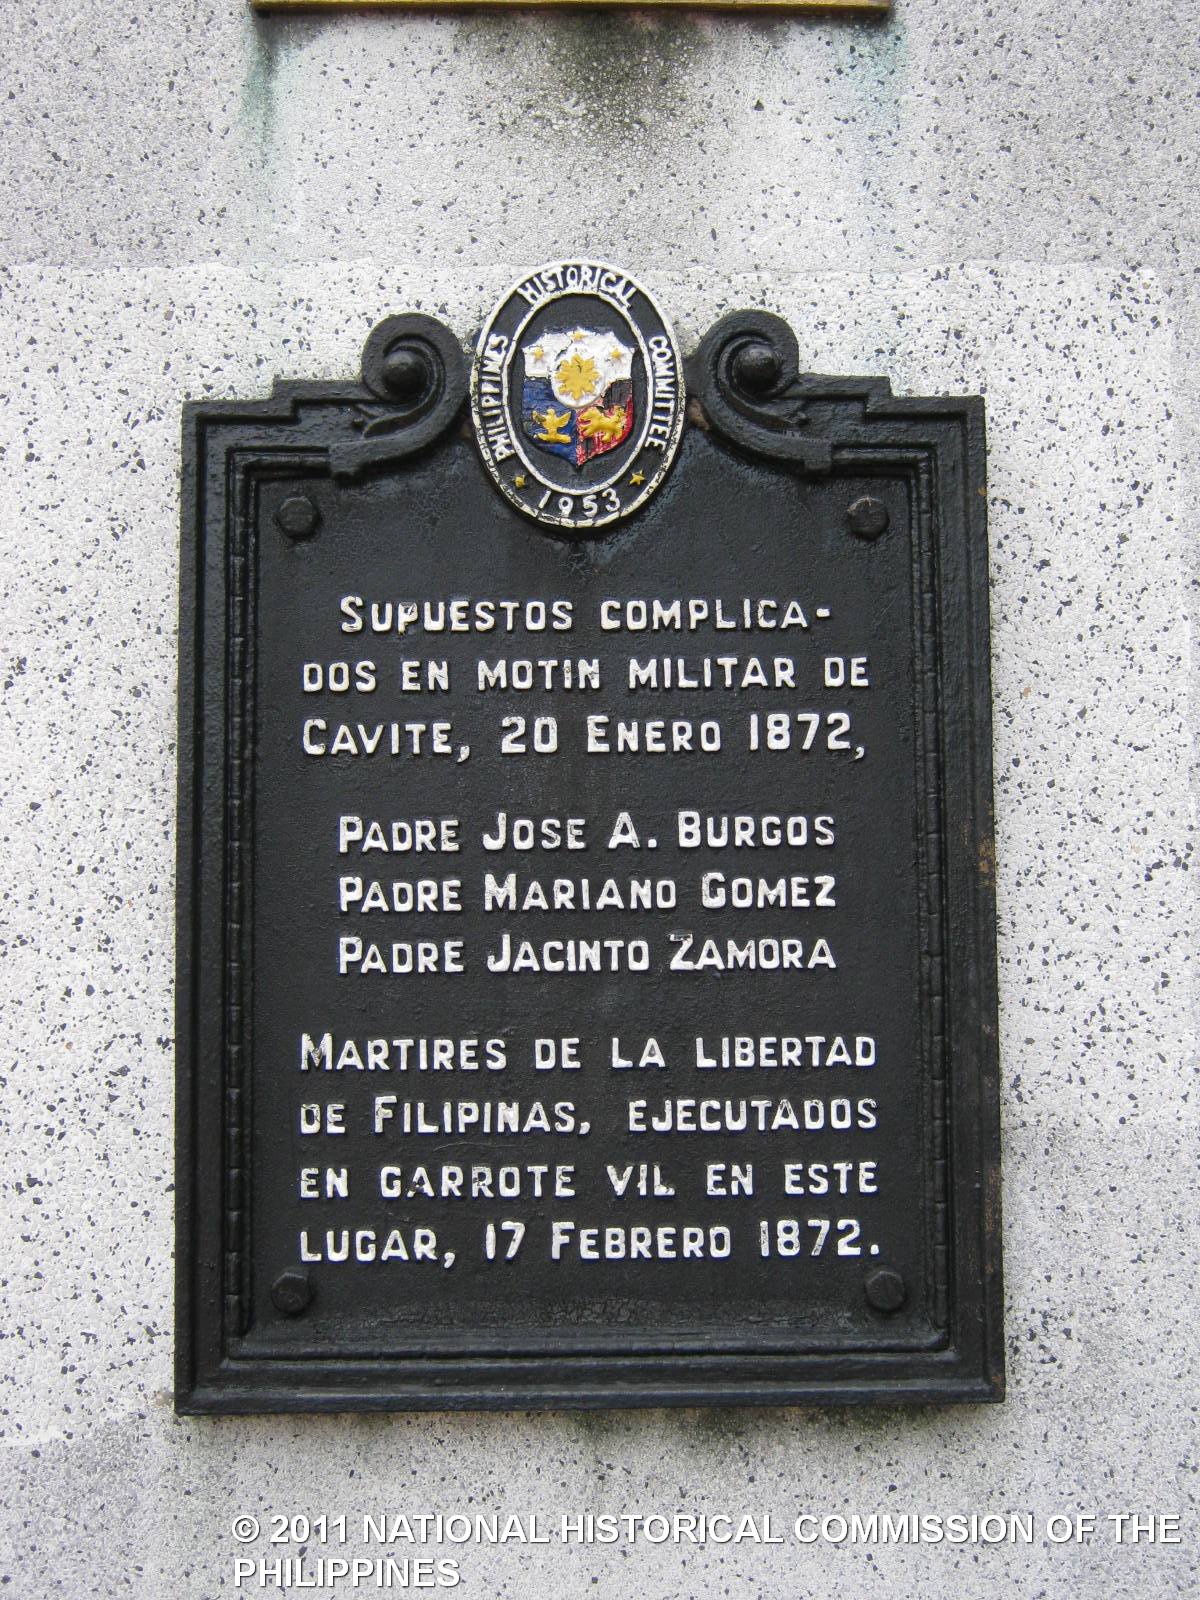 PHILIPPINES HISTORICAL COMMITTEE
1953
SUPUESTOS COMPLICA-
DOS EN MOTIN MILITAR DE
CAVITE, 20 ENERO 1872,
PADRE JOSE A. BURGOS
PADRE MARIANO GOMEZ
PADRE JACINTO ZAMORA
MARTIRES DE LA LIBERTAD
DE FILIPINAS, EJECUTADOS
EN GARROTE VIL EN ESTE
LUGAR, 17 FEBRERO 1872.
© 2011 NATIONAL HISTORICAL COMMISSION OF THE
PHILIPPINES